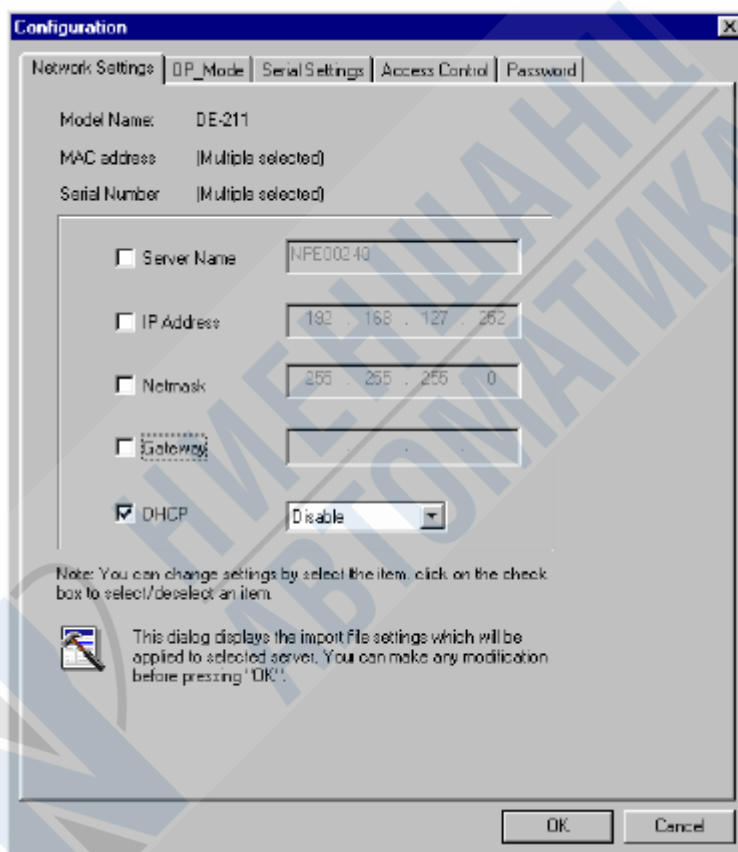 Configuration
Network Settings OP_Mode Serial Settings Access Control Password
Model Name: DE-211
MAC address (Multiple selected)
Serial Number (Multiple selected)
Server Name NPE00240
IP Address 192 . 168 . 127 . 252
Netmask 255 . 255 . 255 . 0
Gateway . . .
DHCP Disable
Note: You can change settings by select the item, click on the check
box to select/deselect an item.
This dialog displays the import file settings which will be
applied to selected server. You can make any modification
before pressing "OK".
OK Cancel
НИЕНШАНЦ
АВТОМАТИКА